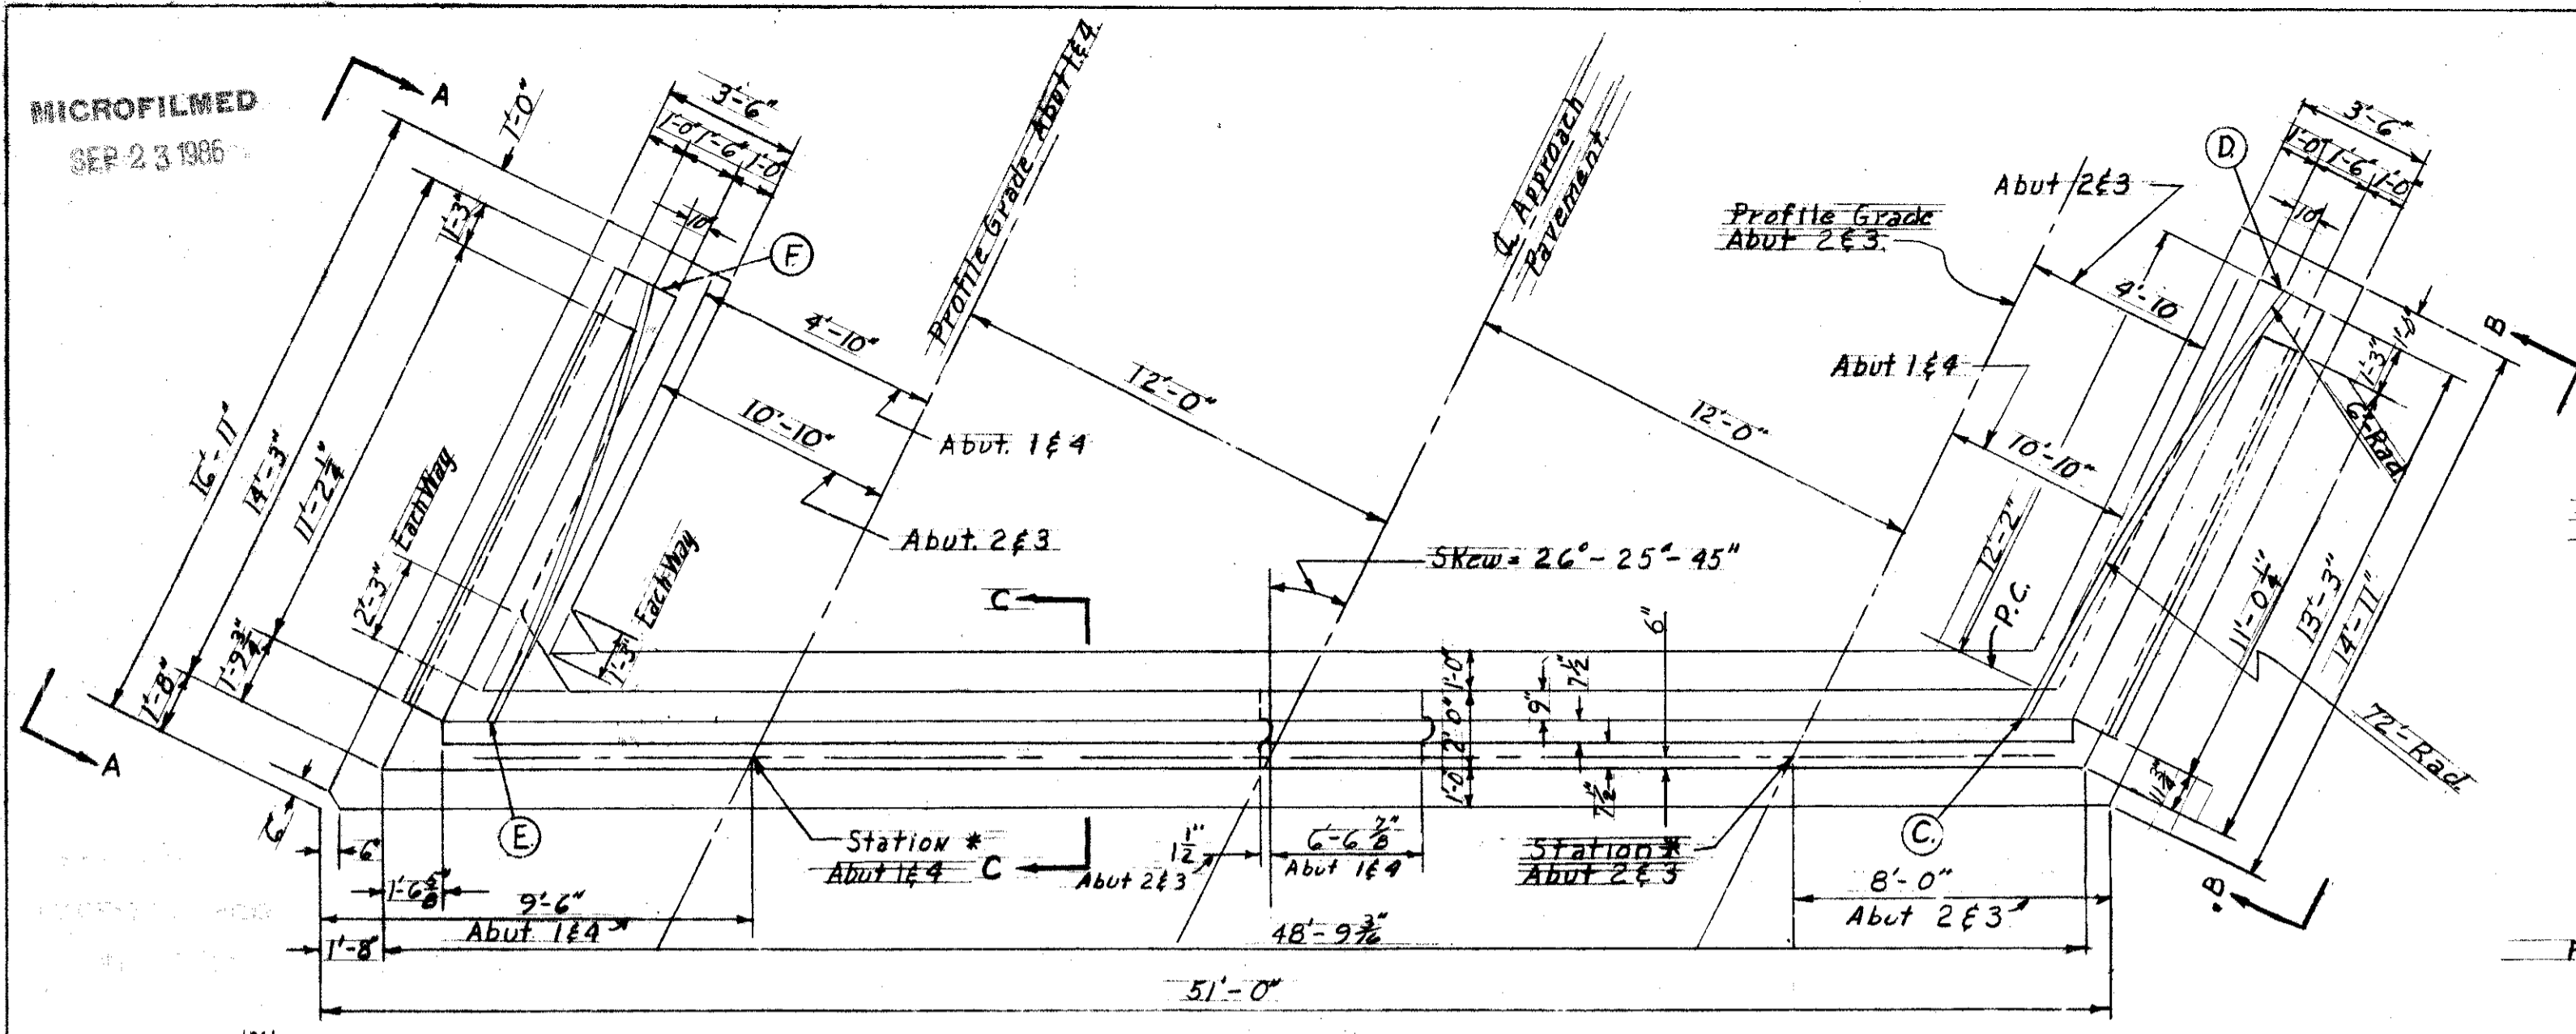 MICROFILMED
SEP 23 1986
A
1'-0"
3'-6"
1'-0" 1'-6" 1'-0"
10"
1'-3"
F.
Profile Grade Abut 1&4
℄ Approach
Pavement
Profile Grade
Abut 2&3
Abut 2&3
D.
3'-6"
1'-0" 1'-6" 1'-0"
10"
4'-10"
4'-10
B
1'-0"
1'-3"
12'-0"
12'-0"
Abut 1&4
Abut. 1&4
10'-10"
10'-10"
Abut. 2&3
16'-11"
14'-3"
11'-2 1/4"
2'-3" Each Way
1'-3" Each Way
1'-9 3/4"
1'-8"
A
Skew = 26°-25'-45"
C
6"
7 1/2"
9"
1'-0"
2'-0"
1'-0"
7 1/2"
12'-2"
P.C.
6'-Rad
11'-0 1/4"
13'-3"
14'-11"
72'-Rad.
11 3/4"
6"
6"
E.
1'-6 5/8"
9'-6"
Abut 1&4
1'-8"
Station *
Abut 1&4
C
1 1/2"
Abut 2&3
6'-6 7/8"
Abut 1&4
Station *
Abut 2&3
C.
8'-0"
Abut 2&3
B
48'-9 3/16"
51'-0"